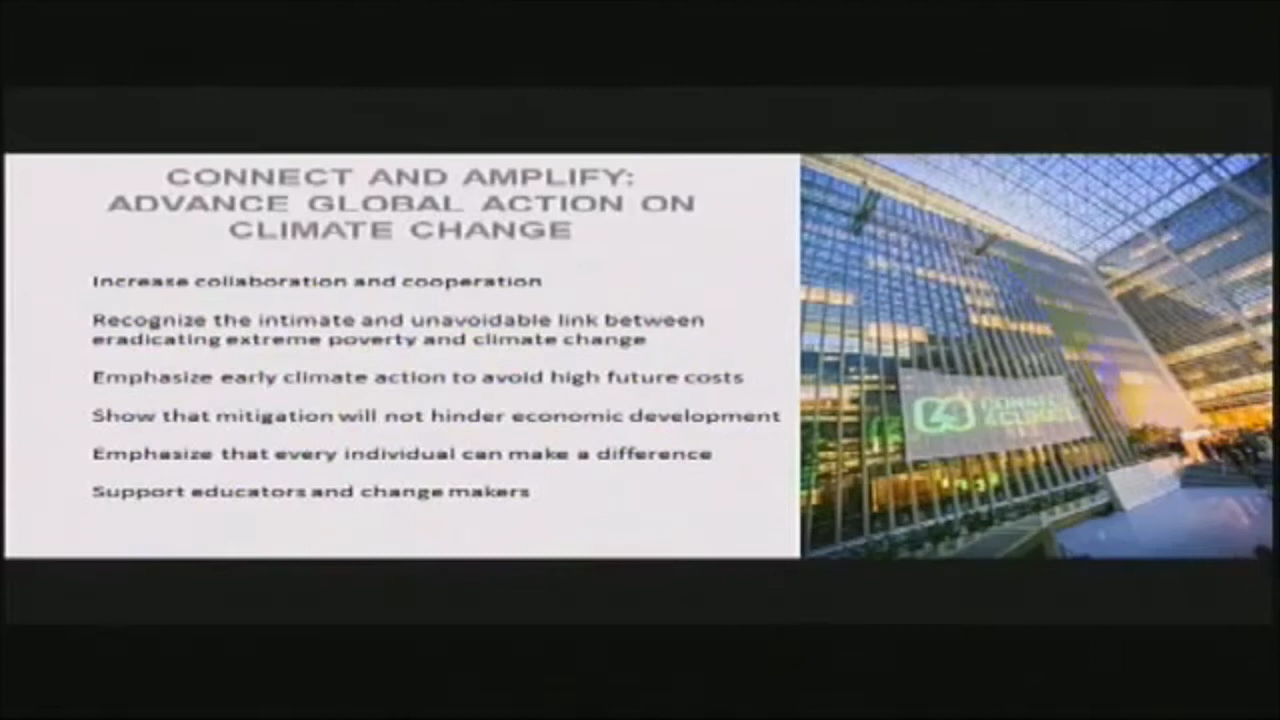 CONNECT AND AMPLIFY:
ADVANCE GLOBAL ACTION ON
CLIMATE CHANGE
Increase collaboration and cooperation
Recognize the intimate and unavoidable link between
eradicating extreme poverty and climate change
Emphasize early climate action to avoid high future costs
Show that mitigation will not hinder economic development
Emphasize that every individual can make a difference
Support educators and change makers
CONNECT
4CLIMATE